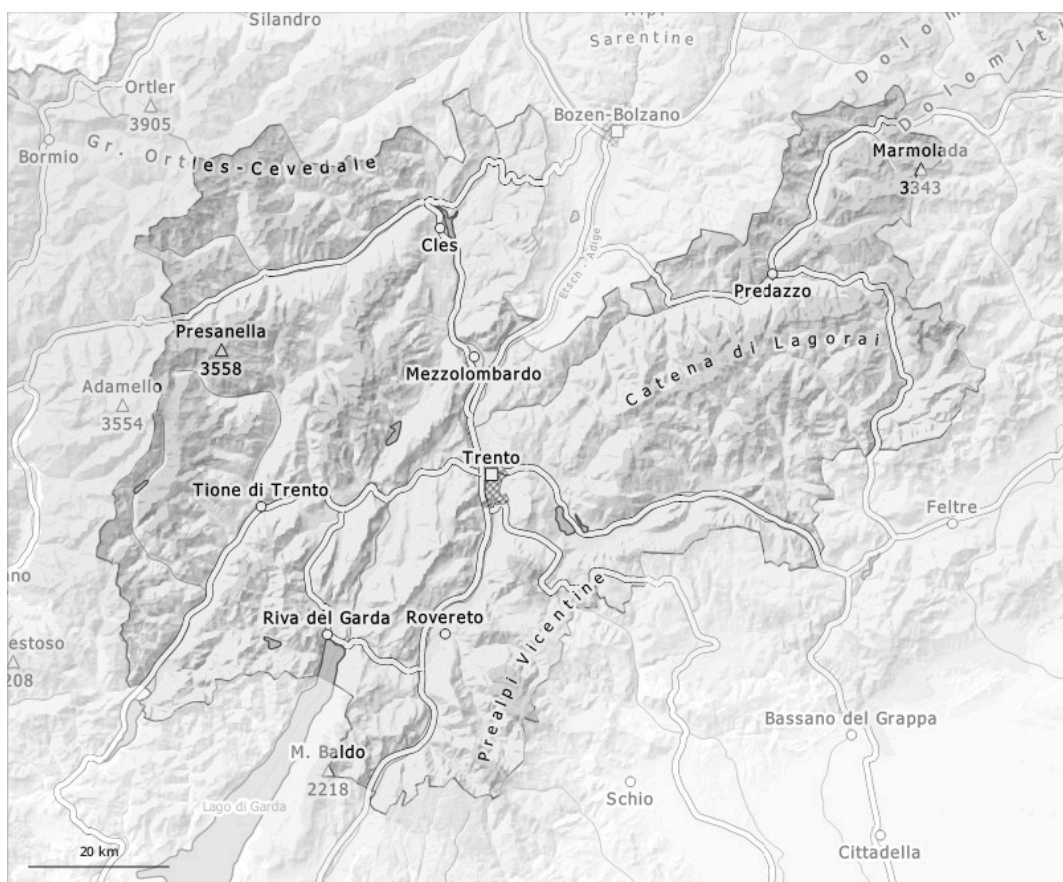 Silandro
Sarentine
Ortler
3905
Bozen-Bolzano
Bormio
Gr. Ortles-Cevedale
Dolomiti
Marmolada
3343
Etsch - Adige
Cles
Predazzo
Presanella
3558
Mezzolombardo
Catena di Lagorai
Adamello
3554
Trento
Tione di Trento
Feltre
Riva del Garda
Rovereto
Prealpi Vicentine
Bassano del Grappa
M. Baldo
2218
Lago di Garda
Schio
20 km
Cittadella